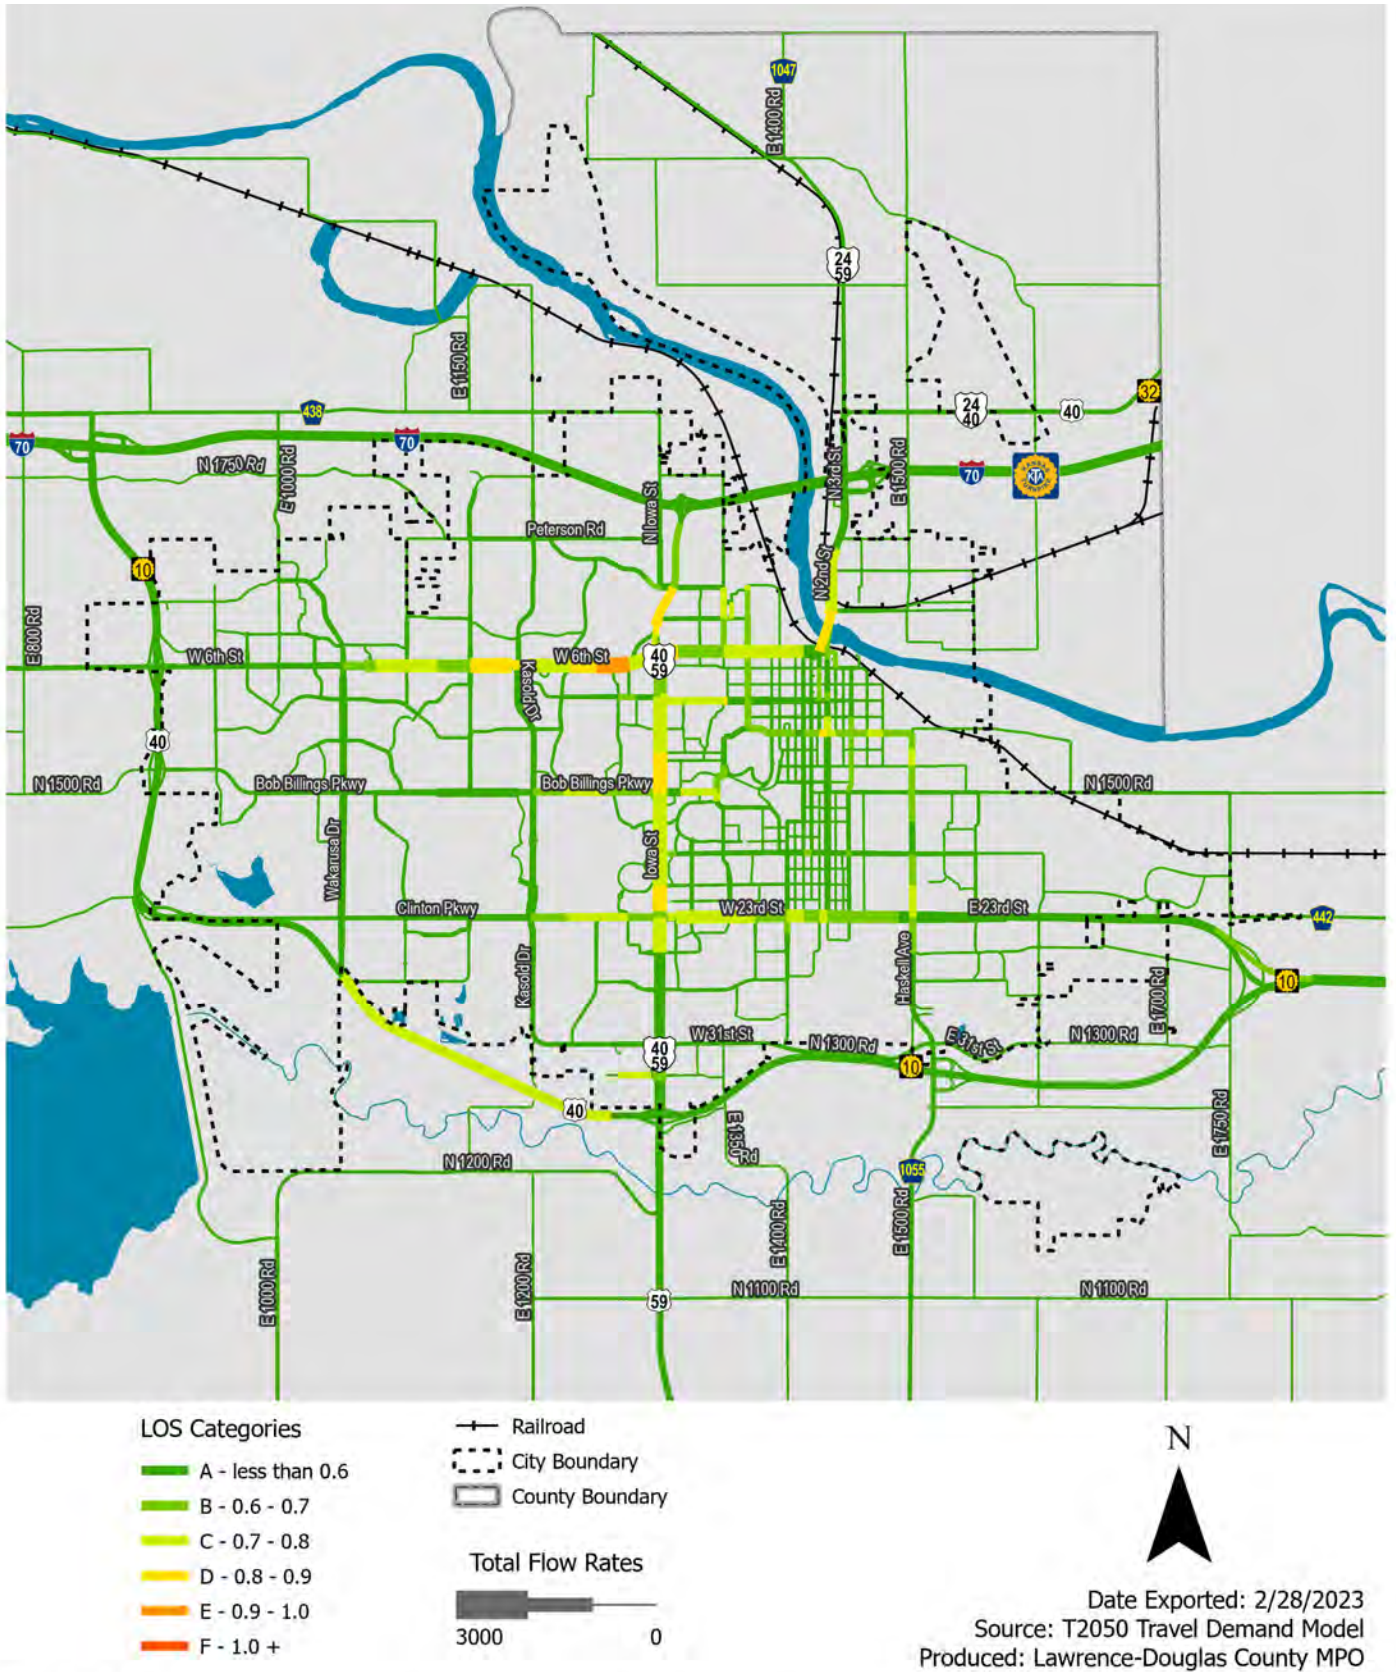 1047
E 1400 Rd
24
59
E 1150 Rd
32
438
24
40
40
70
70
N 1750 Rd
E 1000 Rd
N 3rd St
E 1500 Rd
70
KANSAS
TURNPIKE
N Iowa St
Peterson Rd
10
N 2nd St
E 800 Rd
W 6th St
W 6th St
40
59
Kasold Dr
40
N 1500 Rd
Bob Billings Pkwy
Bob Billings Pkwy
N 1500 Rd
Wakarusa Dr
Iowa St
Clinton Pkwy
W 23rd St
E 23rd St
442
Kasold Dr
Haskell Ave
E 1700 Rd
10
W 31st St
N 1300 Rd
E 31st St
N 1300 Rd
40
59
10
40
E 1350
Rd
E 1750 Rd
N 1200 Rd
1055
E 1000 Rd
E 1200 Rd
E 1400 Rd
E 1500 Rd
59
N 1100 Rd
N 1100 Rd
LOS Categories
A - less than 0.6
B - 0.6 - 0.7
C - 0.7 - 0.8
D - 0.8 - 0.9
E - 0.9 - 1.0
F - 1.0 +
Railroad
City Boundary
County Boundary
Total Flow Rates
3000 0
N
Date Exported: 2/28/2023
Source: T2050 Travel Demand Model
Produced: Lawrence-Douglas County MPO